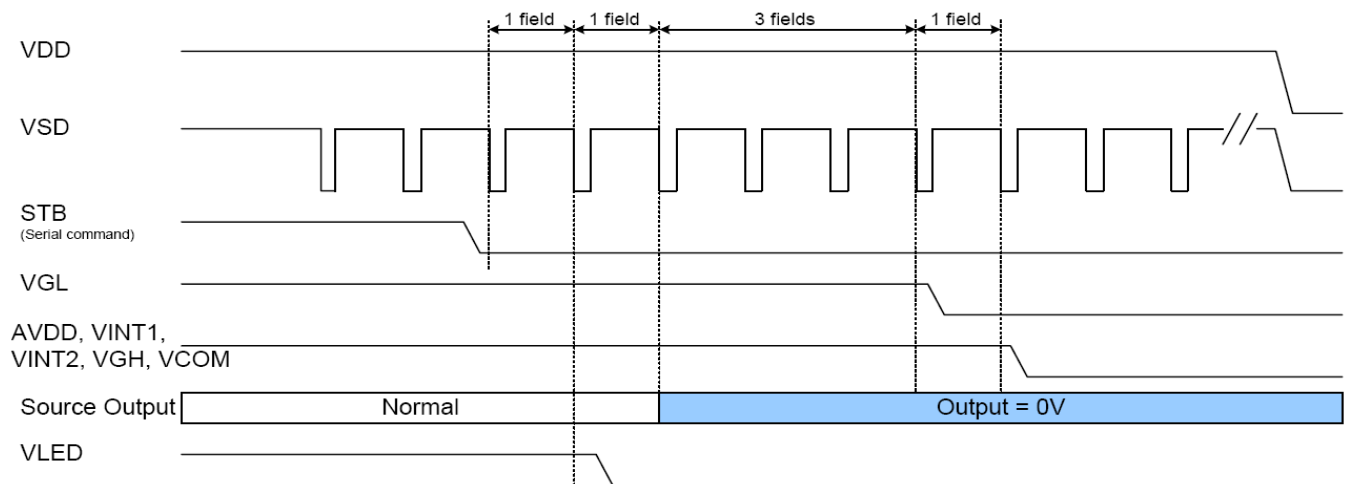 1 field 1 field 3 fields 1 field
VDD
VSD
STB
(Serial command)
VGL
AVDD, VINT1,
VINT2, VGH, VCOM
Source Output Normal Output = 0V
VLED